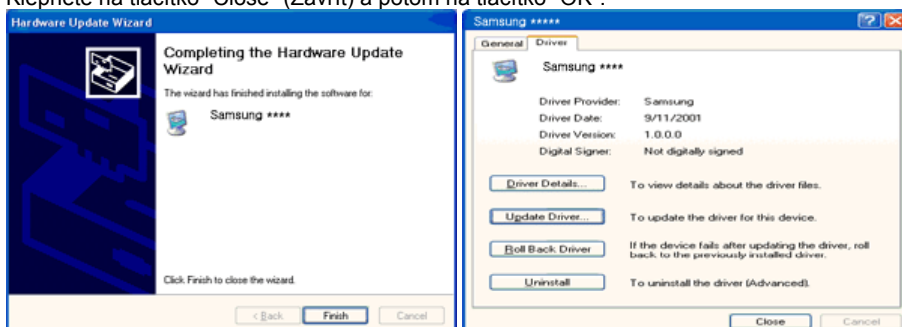 Klepněte na tlačítko "Close" (Zavřít) a potom na tlačítko "OK".
Hardware Update Wizard
Completing the Hardware Update
Wizard
The wizard has finished installing the software for:
Samsung ****
Click Finish to close the wizard.
< Back
Finish
Cancel
Samsung *****
General
Driver
Samsung ****
Driver Provider: Samsung
Driver Date: 9/11/2001
Driver Version: 1.0.0.0
Digital Signer: Not digitally signed
Driver Details... To view details about the driver files.
Update Driver... To update the driver for this device.
Roll Back Driver If the device fails after updating the driver, roll
back to the previously installed driver.
Uninstall To uninstall the driver (Advanced).
Close
Cancel